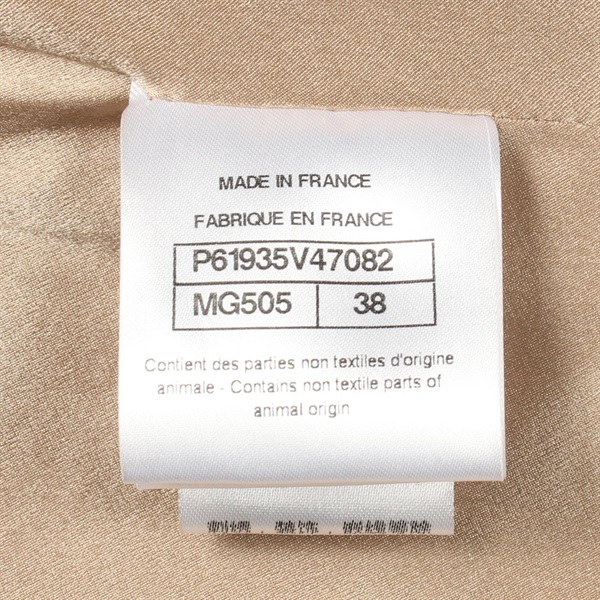 MADE IN FRANCE
FABRIQUE EN FRANCE
P61935V47082
MG505 38
Contient des parties non textiles d'origine
animale - Contains non textile parts of
animal origin